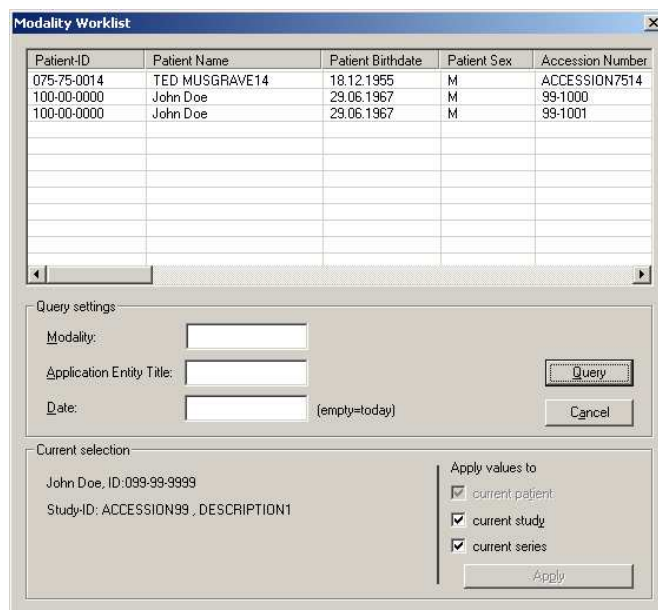 Modality Worklist
Patient-ID Patient Name Patient Birthdate Patient Sex Accession Number
075-75-0014 TED MUSGRAVE14 18.12.1955 M ACCESSION7514
100-00-0000 John Doe 29.06.1967 M 99-1000
100-00-0000 John Doe 29.06.1967 M 99-1001
Query settings
Modality:
Application Entity Title:
Query
Date: (empty=today)
Cancel
Current selection
John Doe, ID:099-99-9999
Study-ID: ACCESSION99 , DESCRIPTION1
Apply values to
current patient
current study
current series
Apply